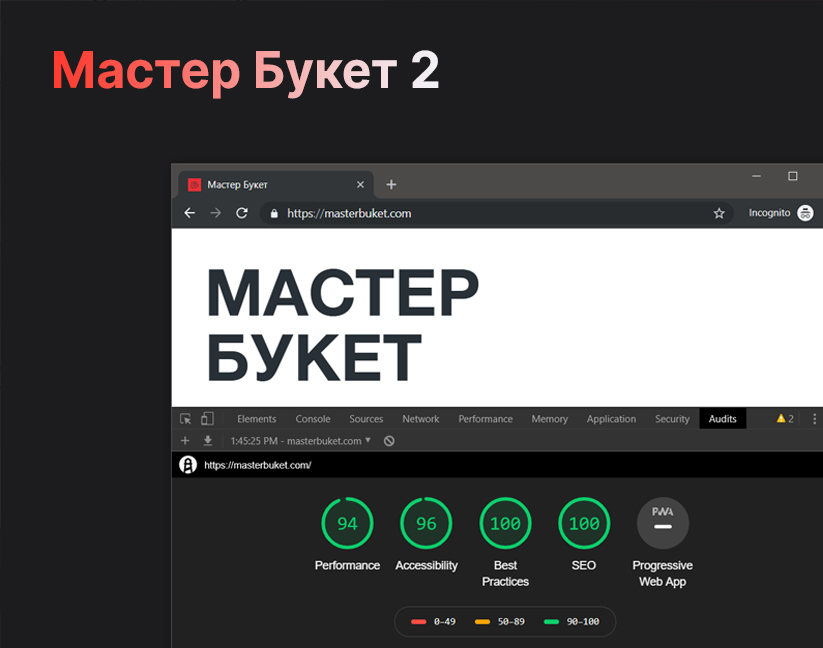 Мастер Букет 2
Мастер Букет
https://masterbuket.com
Incognito
МАСТЕР
БУКЕТ
Elements Console Sources Network Performance Memory Application Security Audits 2
1:45:25 PM - masterbuket.com
https://masterbuket.com/
94 96 100 100 PWA
Performance Accessibility Best Practices SEO Progressive Web App
0-49 50-89 90-100